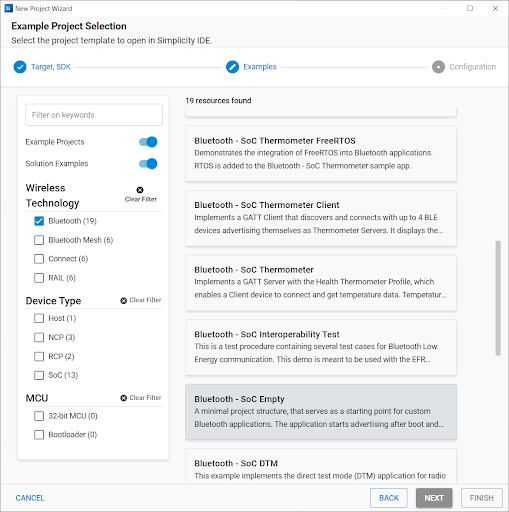 New Project Wizard
Example Project Selection
Select the project template to open in Simplicity IDE.
Target, SDK
Examples
Configuration
Filter on keywords
Example Projects
Solution Examples
Wireless
Technology
Clear Filter
Bluetooth (19)
Bluetooth Mesh (6)
Connect (6)
RAIL (6)
Device Type
Clear Filter
Host (1)
NCP (3)
RCP (2)
SoC (13)
MCU
Clear Filter
32-bit MCU (0)
Bootloader (0)
19 resources found
Bluetooth - SoC Thermometer FreeRTOS
Demonstrates the integration of FreeRTOS into Bluetooth applications.
RTOS is added to the Bluetooth - SoC Thermometer sample app.
Bluetooth - SoC Thermometer Client
Implements a GATT Client that discovers and connects with up to 4 BLE
devices advertising themselves as Thermometer Servers. It displays the...
Bluetooth - SoC Thermometer
Implements a GATT Server with the Health Thermometer Profile, which
enables a Client device to connect and get temperature data. Temperatur...
Bluetooth - SoC Interoperability Test
This is a test procedure containing several test cases for Bluetooth Low
Energy communication. This demo is meant to be used with the EFR...
Bluetooth - SoC Empty
A minimal project structure, that serves as a starting point for custom
Bluetooth applications. The application starts advertising after boot and...
Bluetooth - SoC DTM
This example implements the direct test mode (DTM) application for radio
CANCEL
BACK
NEXT
FINISH